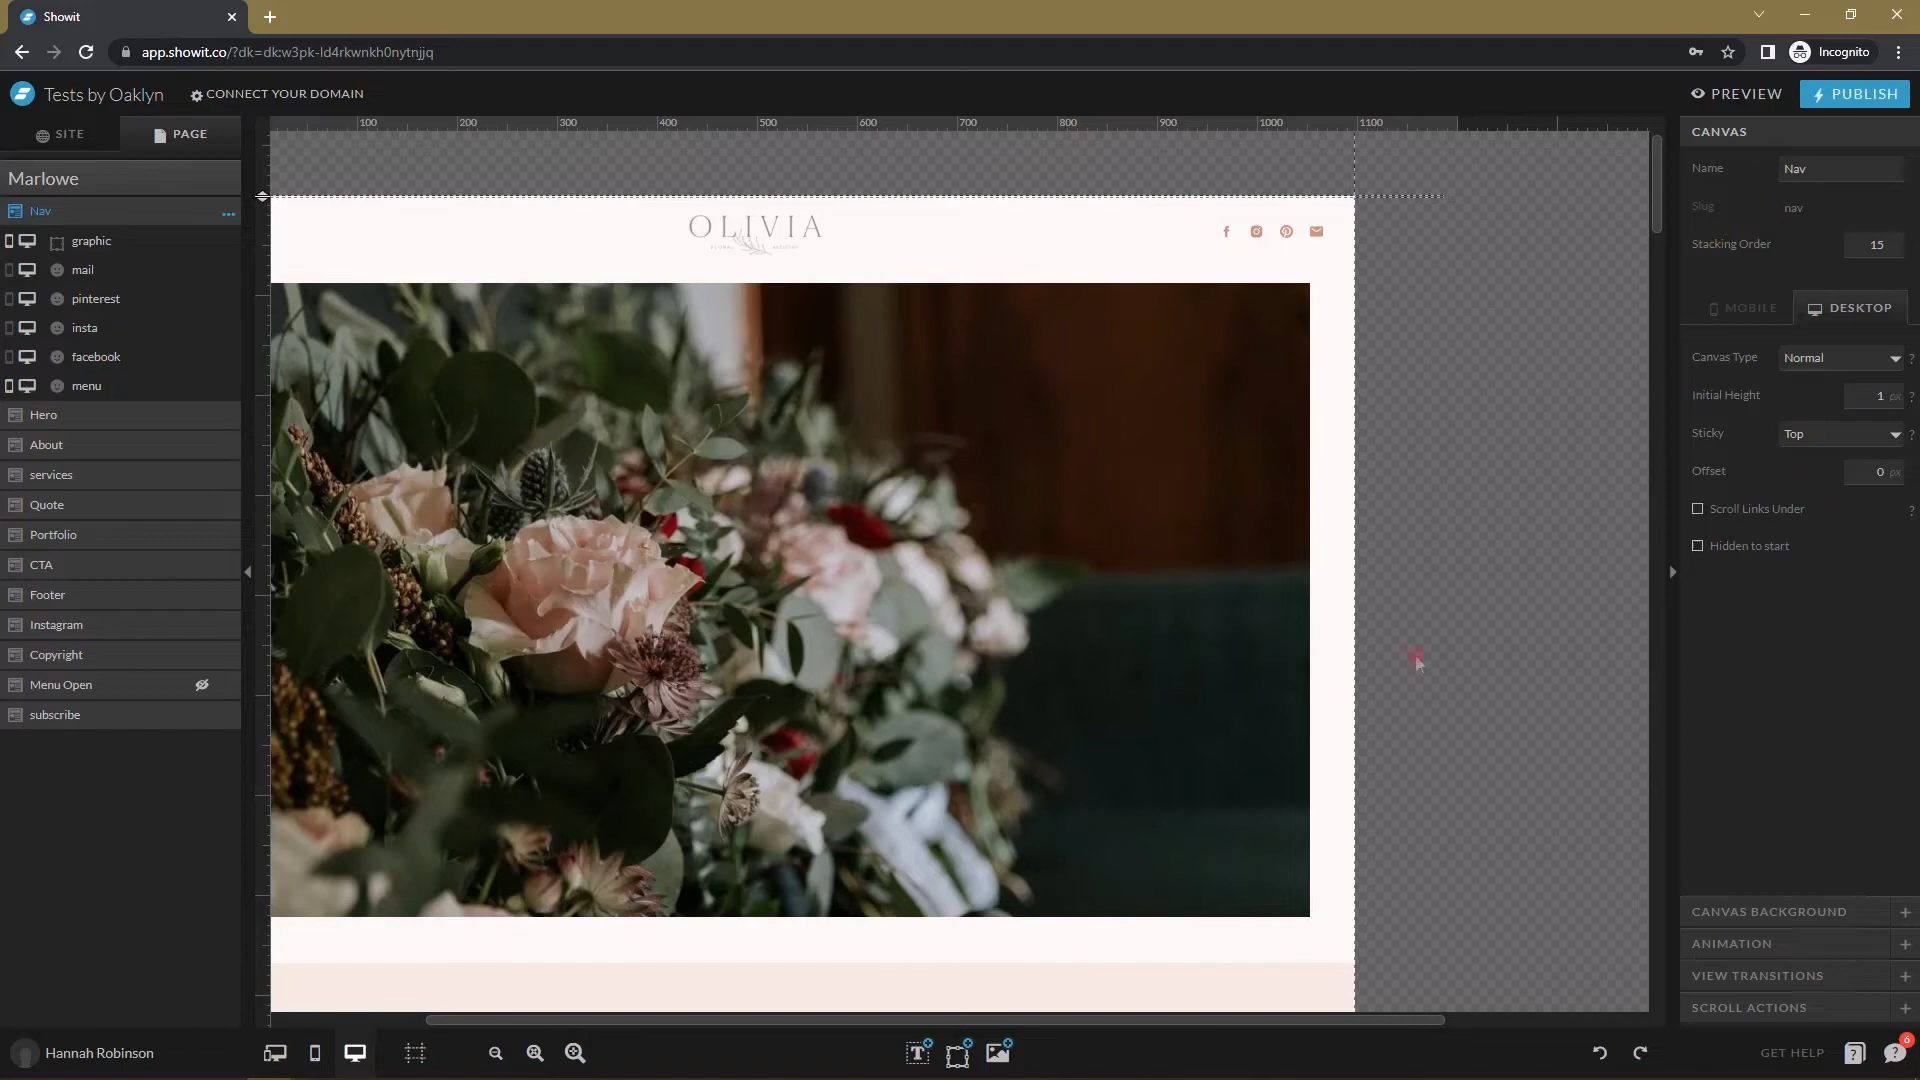 Showit
app.showit.co/?dk=dk:w3pk-ld4rkwnkh0nytnjjq
Incognito
Tests by Oaklyn
CONNECT YOUR DOMAIN
PREVIEW
PUBLISH
SITE
PAGE
100 200 300 400 500 600 700 800 900 1000 1100
CANVAS
Marlowe
Name
Nav
Nav
Slug
nav
OLIVIA
FLORAL
graphic
Stacking Order
15
mail
pinterest
MOBILE
DESKTOP
insta
facebook
Canvas Type
Normal
?
menu
Initial Height
1 px
?
Hero
Sticky
Top
?
About
Offset
0 px
services
Quote
Scroll Links Under
?
Portfolio
Hidden to start
CTA
Footer
Instagram
Copyright
Menu Open
subscribe
CANVAS BACKGROUND
ANIMATION
VIEW TRANSITIONS
SCROLL ACTIONS
Hannah Robinson
T
GET HELP
?
?
6